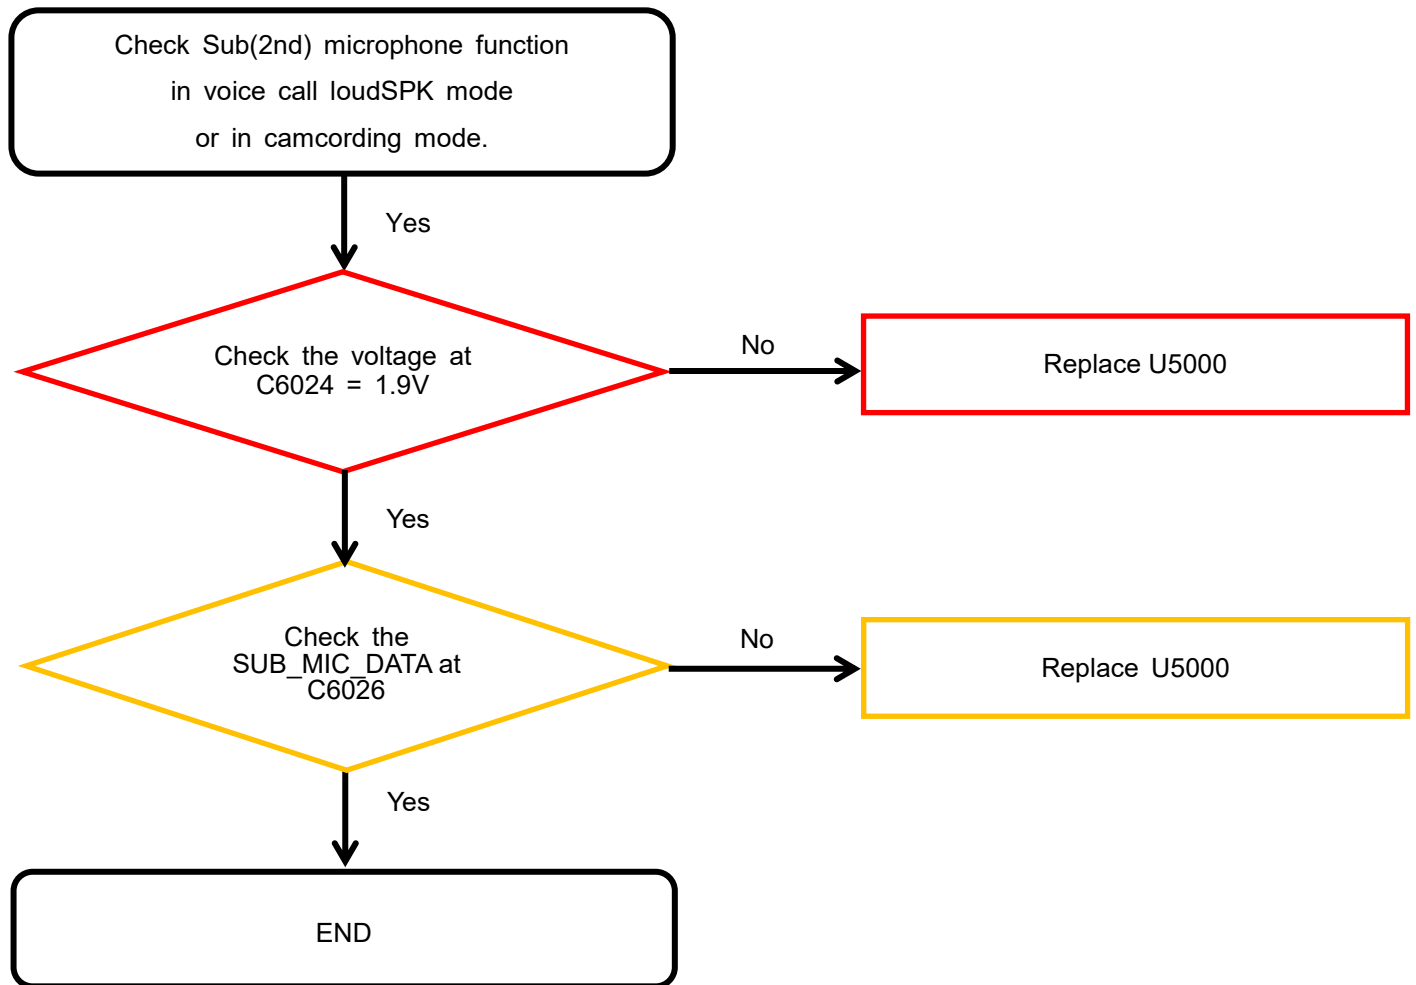 Check Sub(2nd) microphone function
in voice call loudSPK mode
or in camcording mode.
Yes
Check the voltage at
C6024 = 1.9V
No
Replace U5000
Yes
Check the
SUB_MIC_DATA at
C6026
No
Replace U5000
Yes
END